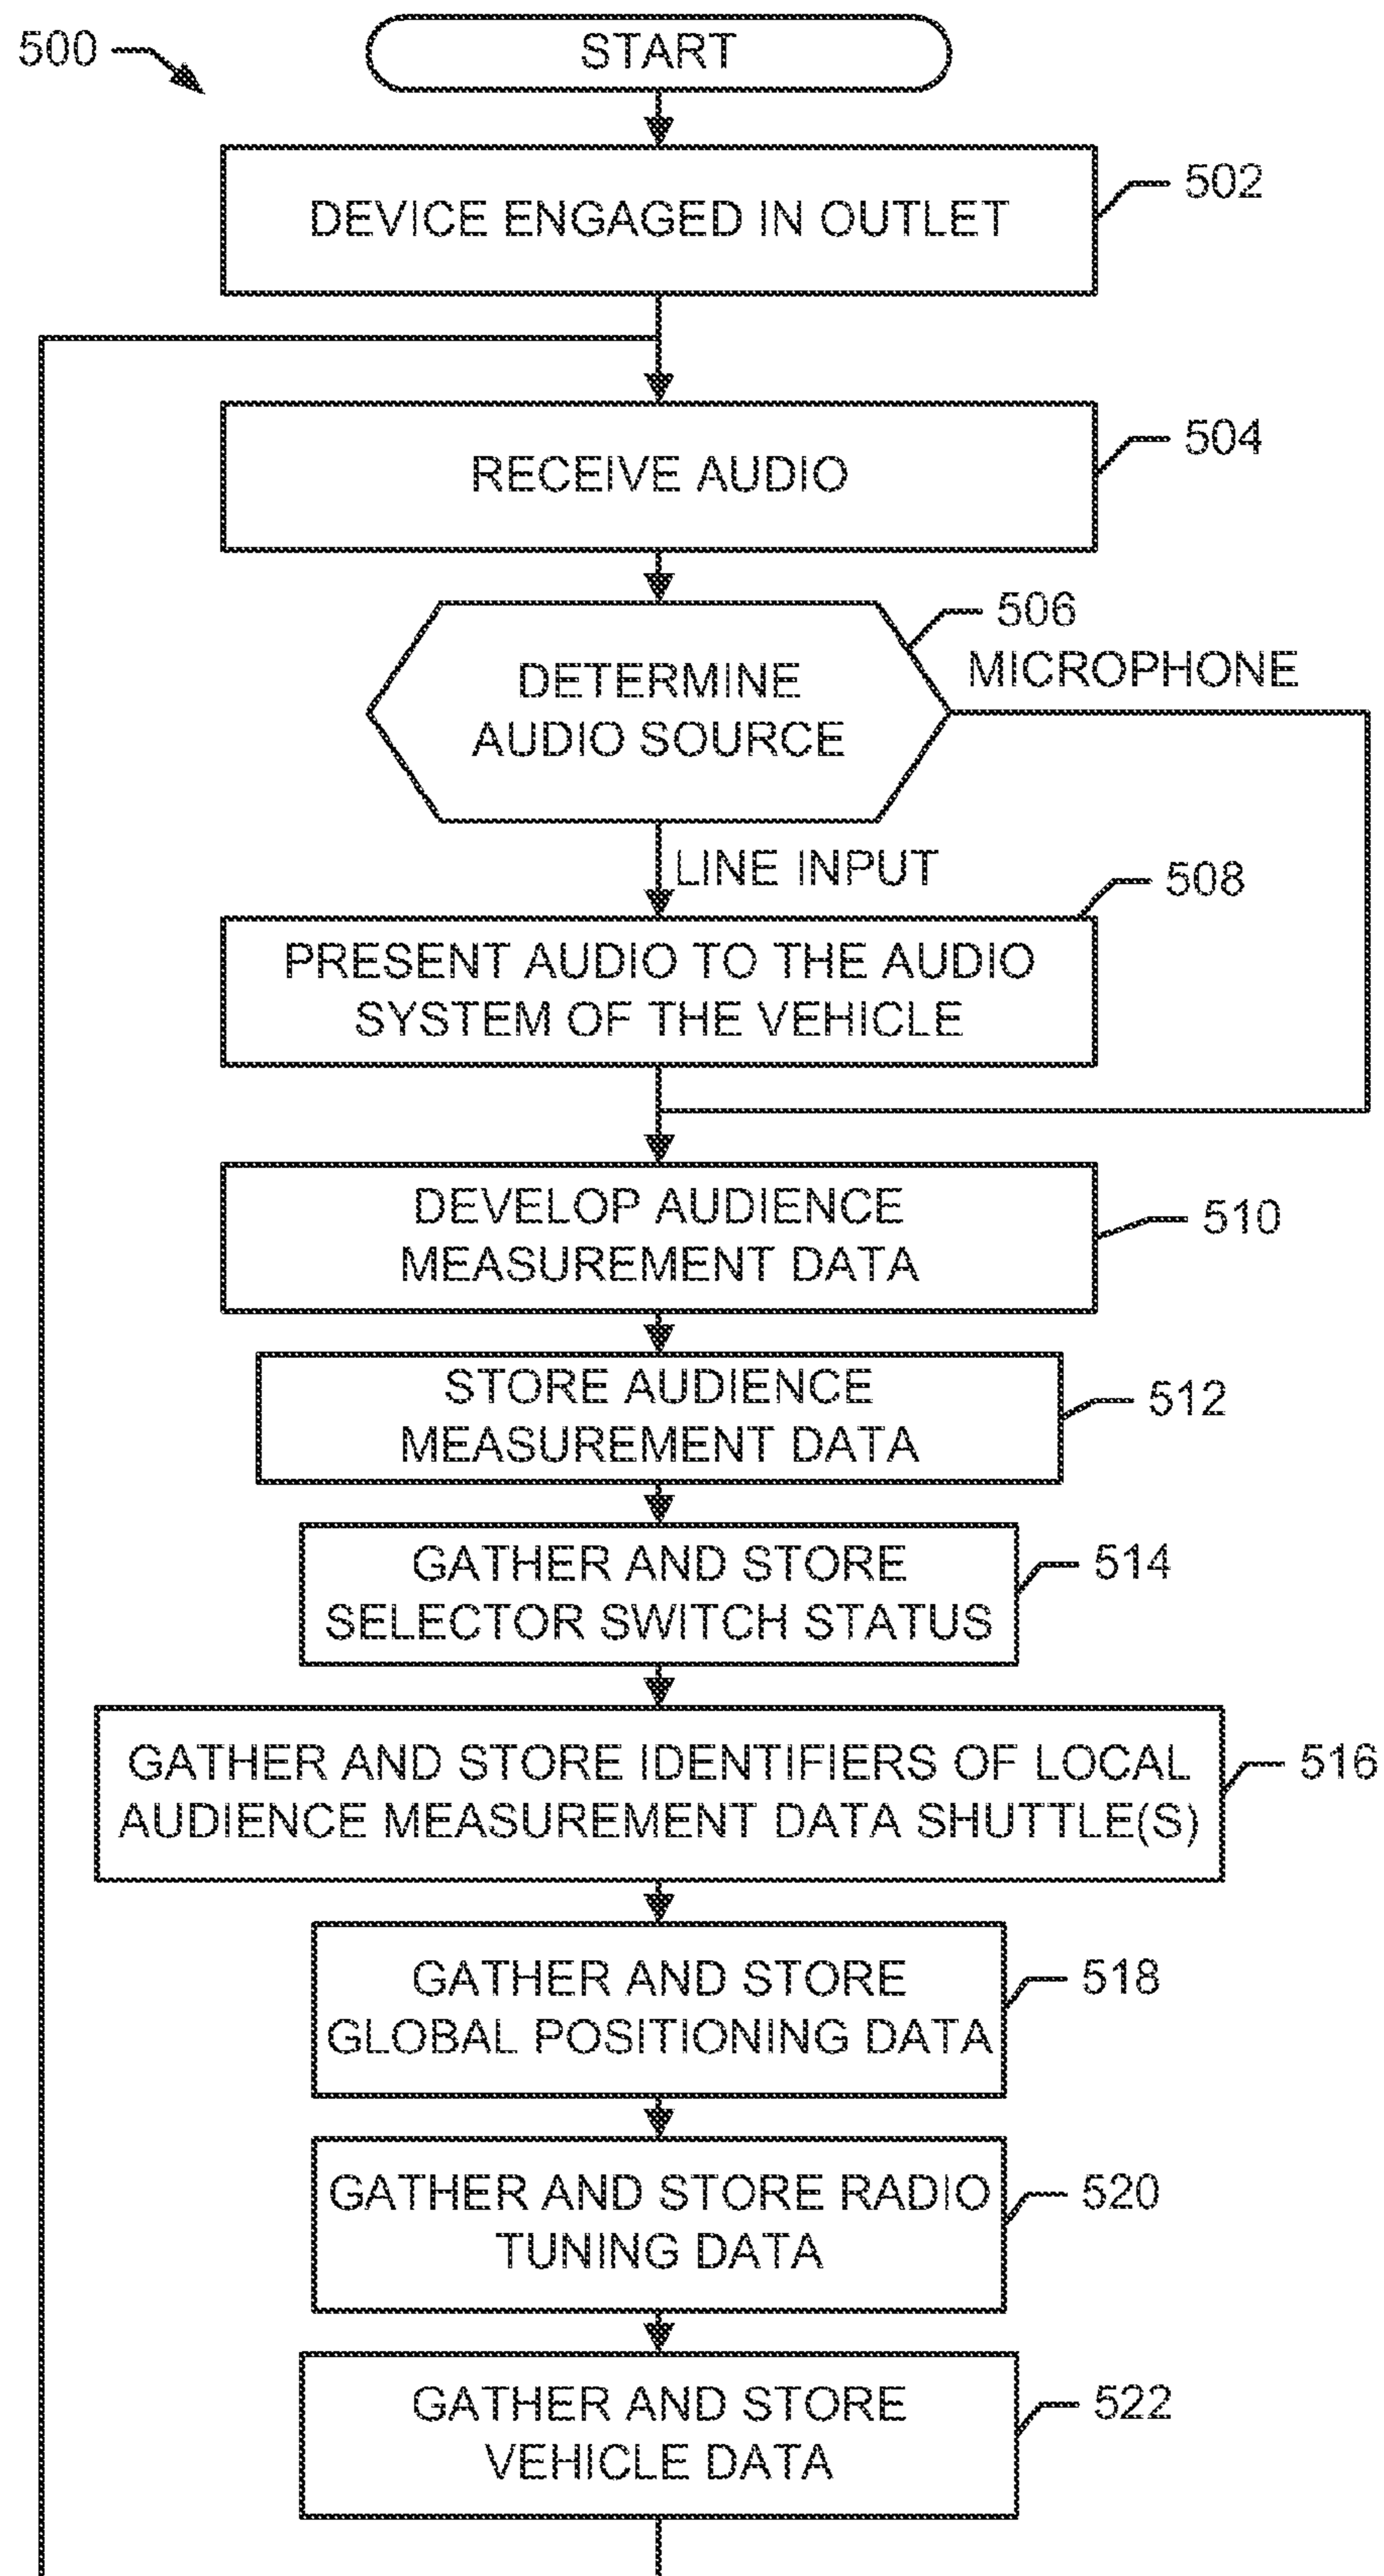 500
START
DEVICE ENGAGED IN OUTLET
502
RECEIVE AUDIO
504
DETERMINE
AUDIO SOURCE
506
MICROPHONE
LINE INPUT
PRESENT AUDIO TO THE AUDIO
SYSTEM OF THE VEHICLE
508
DEVELOP AUDIENCE
MEASUREMENT DATA
510
STORE AUDIENCE
MEASUREMENT DATA
512
GATHER AND STORE
SELECTOR SWITCH STATUS
514
GATHER AND STORE IDENTIFIERS OF LOCAL
AUDIENCE MEASUREMENT DATA SHUTTLE(S)
516
GATHER AND STORE
GLOBAL POSITIONING DATA
518
GATHER AND STORE RADIO
TUNING DATA
520
GATHER AND STORE
VEHICLE DATA
522